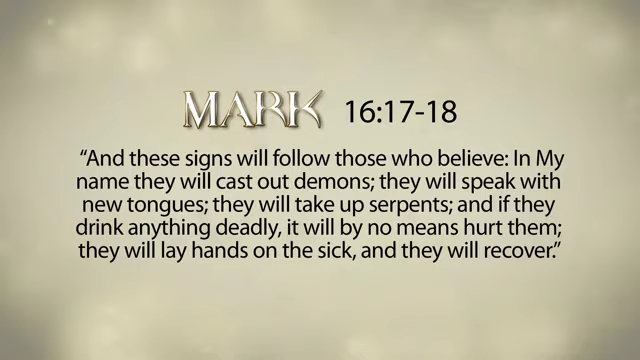 MARK 16:17-18
“And these signs will follow those who believe: In My
name they will cast out demons; they will speak with
new tongues; they will take up serpents; and if they
drink anything deadly, it will by no means hurt them;
they will lay hands on the sick, and they will recover.”